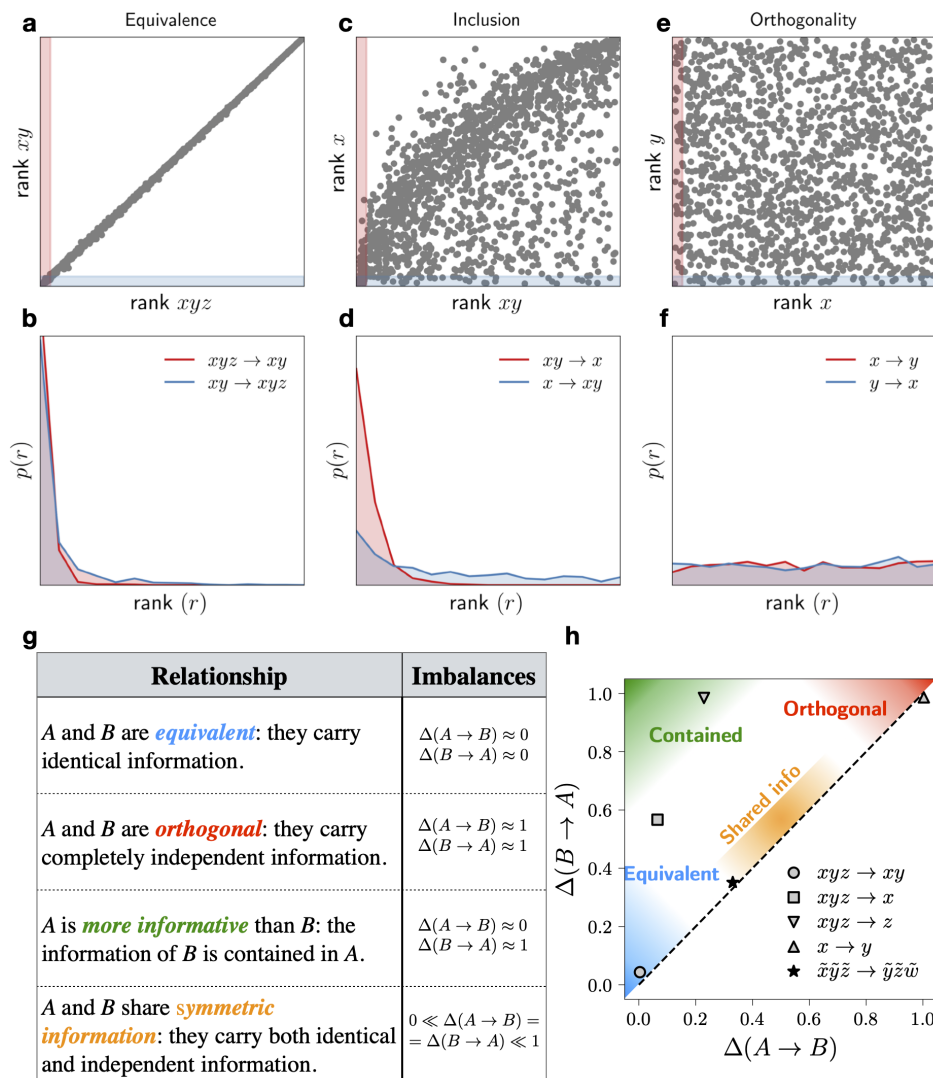 a
Equivalence
rank xy
rank xyz
c
Inclusion
rank x
rank xy
e
Orthogonality
rank y
rank x
b
xyz → xy
xy → xyz
p(r)
rank (r)
d
xy → x
x → xy
p(r)
rank (r)
f
x → y
y → x
p(r)
rank (r)
g
Relationship
Imbalances
A and B are equivalent: they carry
identical information.
Δ(A → B) ≈ 0
Δ(B → A) ≈ 0
A and B are orthogonal: they carry
completely independent information.
Δ(A → B) ≈ 1
Δ(B → A) ≈ 1
A is more informative than B: the
information of B is contained in A.
Δ(A → B) ≈ 0
Δ(B → A) ≈ 1
A and B share symmetric
information: they carry both identical
and independent information.
0 ≪ Δ(A → B) =
= Δ(B → A) ≪ 1
h
1.0
0.8
0.6
0.4
0.2
0.0
Δ(B → A)
Contained
Orthogonal
Shared info
Equivalent
xyz → xy
xyz → x
xyz → z
x → y
x̃ỹz̃ → ỹz̃w̃
0.0 0.2 0.4 0.6 0.8 1.0
Δ(A → B)